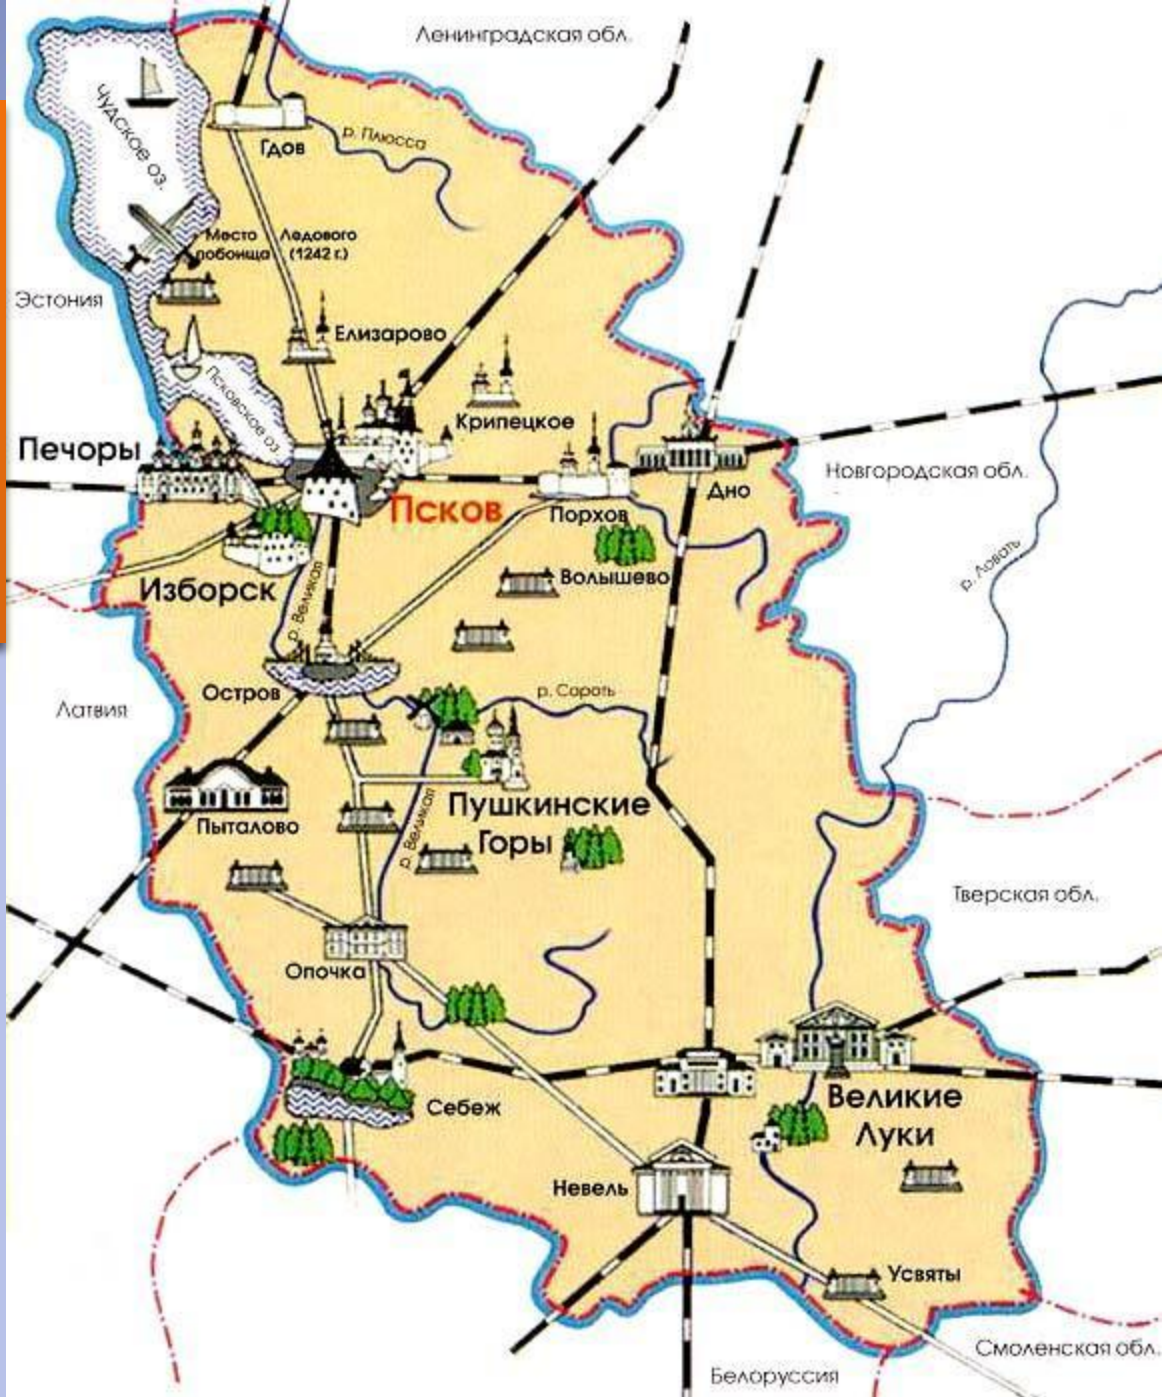 Ленинградская обл.
Чудское оз.
Гдов
р. Плюсса
Место Ледового
побоища (1242 г.)
Эстония
Елизарово
Псковское оз.
Крипецкое
Печоры
Новгородская обл.
Дно
Псков
Порхов
р. Ловать
Волышево
Изборск
р. Великая
Остров
р. Сороть
Латвия
Пушкинские
Горы
Пыталово
р. Великая
Тверская обл.
Опочка
Великие
Луки
Себеж
Невель
Усвяты
Смоленская обл.
Белоруссия